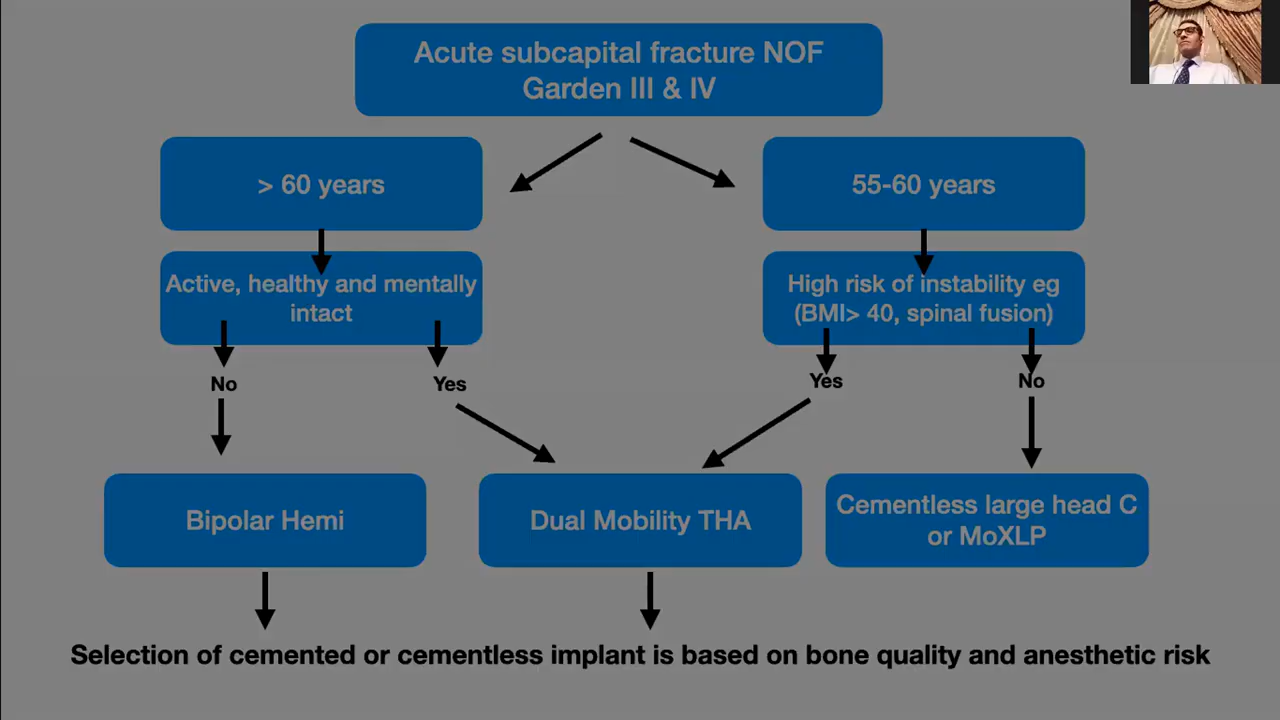 Acute subcapital fracture NOF
Garden III & IV
> 60 years
55-60 years
Active, healthy and mentally
intact
High risk of instability eg
(BMI> 40, spinal fusion)
No
Yes
Yes
No
Bipolar Hemi
Dual Mobility THA
Cementless large head C
or MoXLP
Selection of cemented or cementless implant is based on bone quality and anesthetic risk